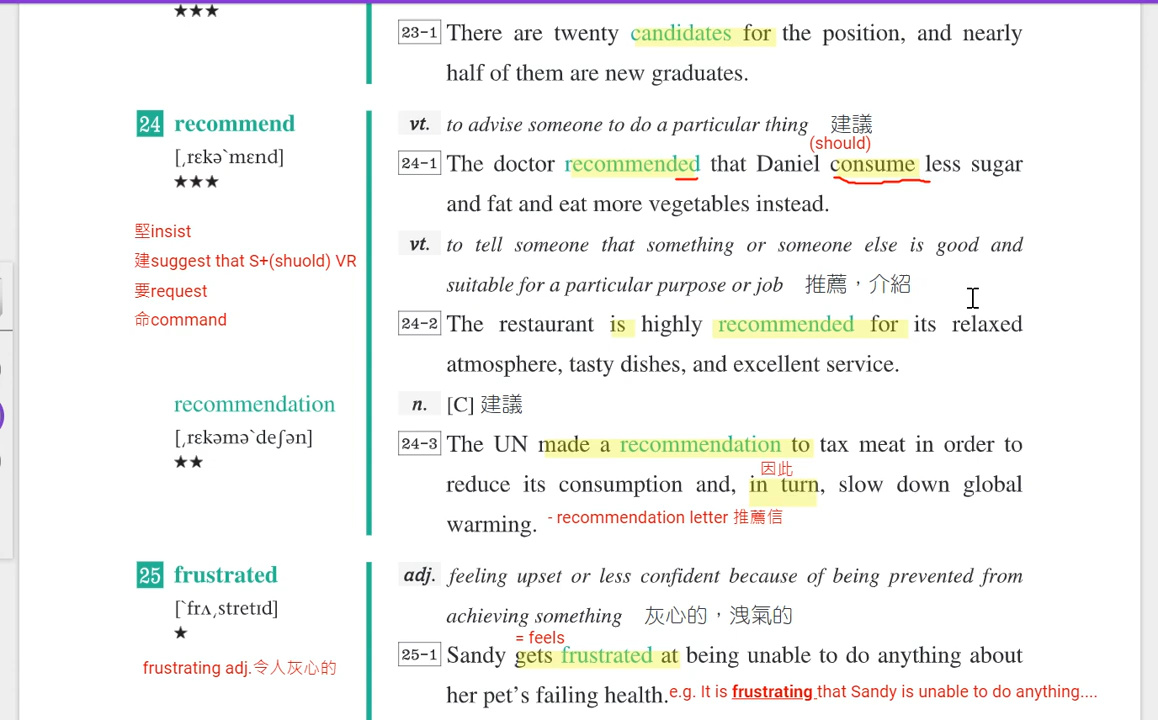 ★★★
23-1 There are twenty candidates for the position, and nearly
half of them are new graduates.
24 recommend
[ˌrɛkəˋmɛnd]
★★★
vt. to advise someone to do a particular thing 建議
(should)
24-1 The doctor recommended that Daniel consume less sugar
and fat and eat more vegetables instead.
堅insist
建suggest that S+(shuold) VR
要request
命command
vt. to tell someone that something or someone else is good and
suitable for a particular purpose or job 推薦，介紹
24-2 The restaurant is highly recommended for its relaxed
atmosphere, tasty dishes, and excellent service.
recommendation
[ˌrɛkəməˋdeʃən]
★★
n. [C] 建議
24-3 The UN made a recommendation to tax meat in order to
因此
reduce its consumption and, in turn, slow down global
warming. - recommendation letter 推薦信
25 frustrated
[ˋfrʌˌstretɪd]
★
frustrating adj.令人灰心的
adj. feeling upset or less confident because of being prevented from
achieving something 灰心的，洩氣的
= feels
25-1 Sandy gets frustrated at being unable to do anything about
her pet's failing health.e.g. It is frustrating that Sandy is unable to do anything....